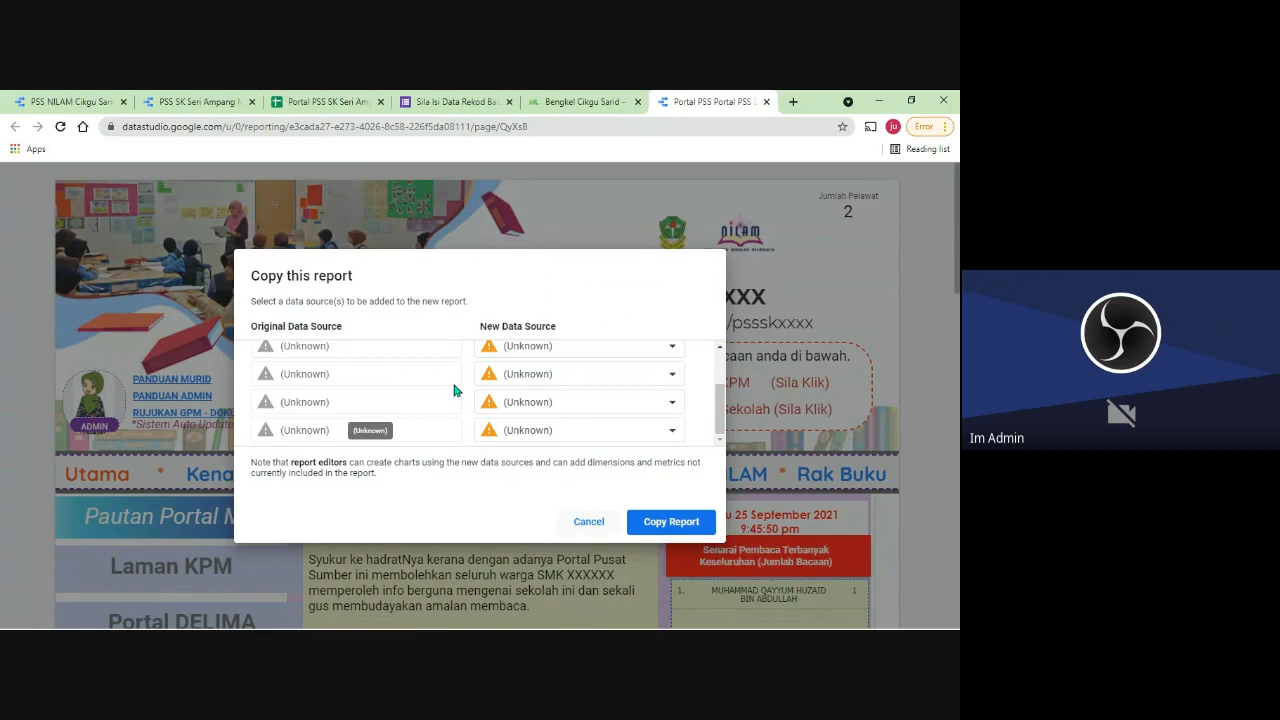 PSS NILAM Cikgu Sari
PSS SK Seri Ampang
Portal PSS SK Seri Am
Sila Isi Data Rekod Ba
Bengkel Cikgu Sarid –
Portal PSS Portal PSS
datastudio.google.com/u/0/reporting/e3cada27-e273-4026-8c58-226f5da08111/page/QyXsB
ju
Error
Apps
Reading list
Jumlah Pelawat
2
nilam
XXX
/pssskxxxx
Copy this report
Select a data source(s) to be added to the new report.
Original Data Source
New Data Source
(Unknown)
(Unknown)
(Unknown)
(Unknown)
(Unknown)
(Unknown)
(Unknown)
(Unknown)
(Unknown)
Note that report editors can create charts using the new data sources and can add dimensions and metrics not
currently included in the report.
Cancel
Copy Report
caan anda di bawah.
KPM (Sila Klik)
Sekolah (Sila Klik)
PANDUAN MURID
PANDUAN ADMIN
RUJUKAN GPM - DOKU
*Sistem Auto Update
ADMIN
Utama * Kena
ILAM * Rak Buku
Pautan Portal M
Laman KPM
Portal DELIMA
Syukur ke hadratNya kerana dengan adanya Portal Pusat
Sumber ini membolehkan seluruh warga SMK XXXXXX
memperoleh info berguna mengenai sekolah ini dan sekali
gus membudayakan amalan membaca.
u 25 September 2021
9:45:50 pm
Senarai Pembaca Terbanyak
Keseluruhan (Jumlah Bacaan)
1. MUHAMMAD QAYYUM HUZAID 1
BIN ABDULLAH
Im Admin